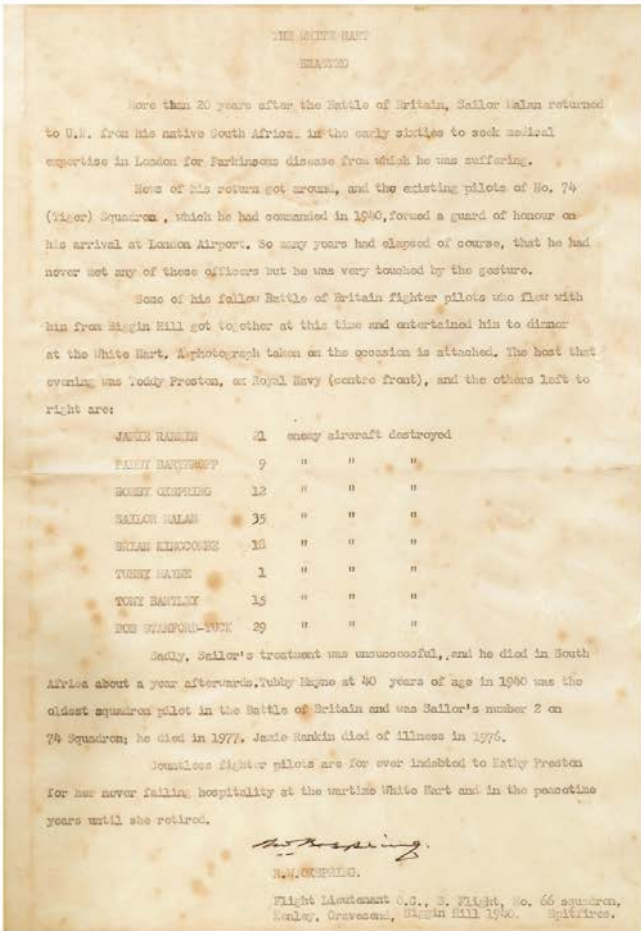 THE WHITE HART
BRASTED
More than 20 years after the Battle of Britain, Sailor Malan returned
to U.K. from his native South Africa. in the early sixties to seek medical
expertise in London for Parkinsons disease from which he was suffering.
News of his return got around, and the existing pilots of No. 74
(Tiger) Squadron , which he had commanded in 1940,formed a guard of honour on
his arrival at London Airport. So many years had elapsed of course, that he had
never met any of these officers but he was very touched by the gesture.
Some of his fellow Battle of Britain fighter pilots who flew with
him from Biggin Hill got together at this time and entertained him to dinner
at the White Hart. A photograph taken on the occasion is attached. The host that
evening was Teddy Preston, ex Royal Navy (centre front), and the others left to
right are:
JAMIE RANKIN 21 enemy aircraft destroyed
PADDY BARTHROPP 9 " " "
BOBBY OXSPRING 12 " " "
SAILOR MALAN 35 " " "
BRIAN KINGCOMBE 18 " " "
TUBBY MAYNE 1 " " "
TONY BARTLEY 15 " " "
BOB STANFORD-TUCK 29 " " "
Sadly, Sailor's treatment was unsuccessful,,and he died in South
Africa about a year afterwards.Tubby Mayne at 40 years of age in 1940 was the
oldest squadron pilot in the Battle of Britain and was Sailor's number 2 on
74 Squadron; he died in 1977. Jamie Rankin died of illness in 1976.
Countless fighter pilots are for ever indebted to Kathy Preston
for her never failing hospitality at the wartime White Hart and in the peacetime
years until she retired.
R.W.OXSPRING.
Flight Lieutenant O.C., B. Flight, No. 66 squadron,
Kenley, Gravesend, Biggin Hill 1940. Spitfires.